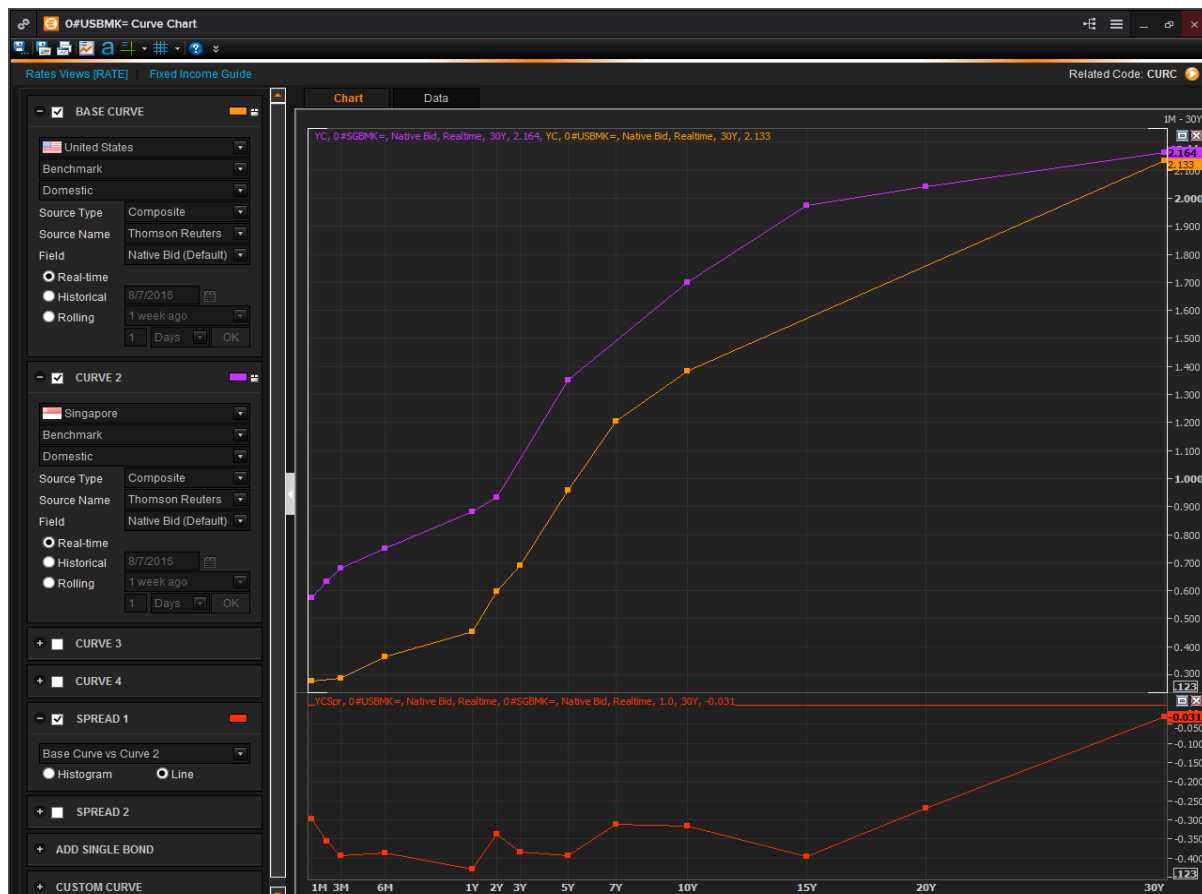 0#USBMK= Curve Chart
Rates Views [RATE] Fixed Income Guide
Related Code: CURC
BASE CURVE
United States
Benchmark
Domestic
Source Type Composite
Source Name Thomson Reuters
Field Native Bid (Default)
Real-time
Historical 8/7/2016
Rolling 1 week ago
1 Days OK
CURVE 2
Singapore
Benchmark
Domestic
Source Type Composite
Source Name Thomson Reuters
Field Native Bid (Default)
Real-time
Historical 8/7/2016
Rolling 1 week ago
1 Days OK
CURVE 3
CURVE 4
SPREAD 1
Base Curve vs Curve 2
Histogram Line
SPREAD 2
ADD SINGLE BOND
CUSTOM CURVE
Chart Data
1M - 30Y
YC, 0#SGBMK=, Native Bid, Realtime, 30Y, 2.164, YC, 0#USBMK=, Native Bid, Realtime, 30Y, 2.133
2.164
2.133
2.100
2.000
1.900
1.800
1.700
1.600
1.500
1.400
1.300
1.200
1.100
1.000
0.900
0.800
0.700
0.600
0.500
0.400
0.300
.123
YCSpr, 0#USBMK=, Native Bid, Realtime, 0#SGBMK=, Native Bid, Realtime, 1.0, 30Y, -0.031
-0.031
-0.050
-0.100
-0.150
-0.200
-0.250
-0.300
-0.350
-0.400
.123
1M 3M 6M 1Y 2Y 3Y 5Y 7Y 10Y 15Y 20Y 30Y